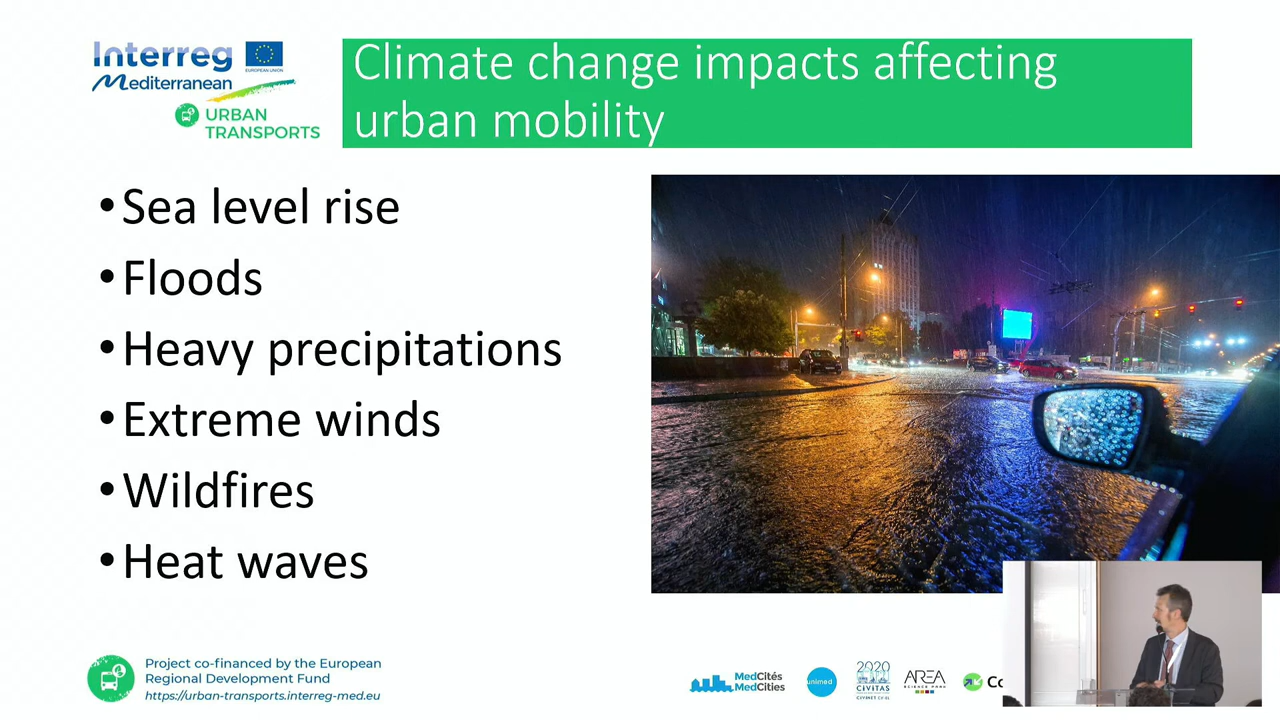 Interreg
EUROPEAN UNION
Mediterranean
URBAN
TRANSPORTS
Climate change impacts affecting
urban mobility
•Sea level rise
•Floods
•Heavy precipitations
•Extreme winds
•Wildfires
•Heat waves
Project co-financed by the European
Regional Development Fund
https://urban-transports.interreg-med.eu
MedCités
MedCities
unimed
2020
CIVITAS
AREA
SCIENCE PARK